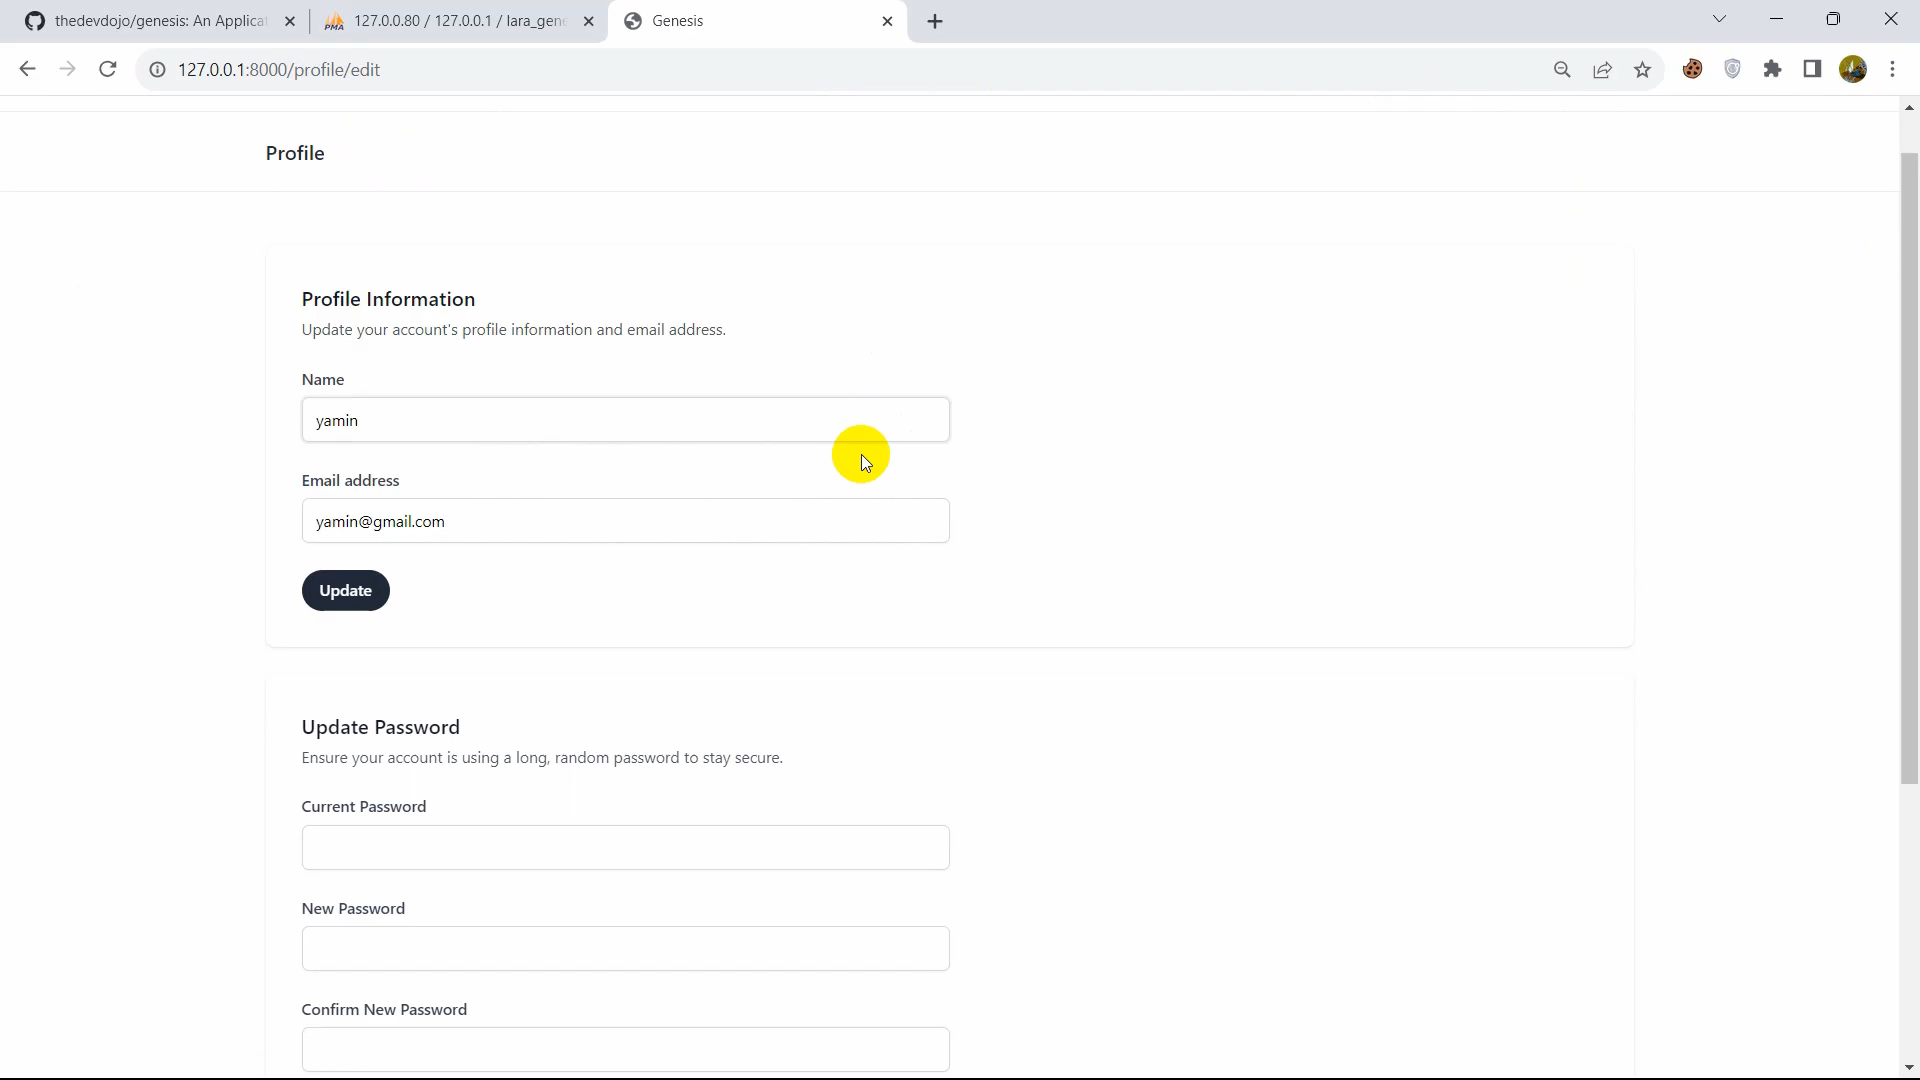 thedevdojo/genesis: An Applicat
PMA
127.0.0.80 / 127.0.0.1 / lara_gene
Genesis
127.0.0.1:8000/profile/edit
Profile
Profile Information
Update your account's profile information and email address.
Name
yamin
Email address
yamin@gmail.com
Update
Update Password
Ensure your account is using a long, random password to stay secure.
Current Password
New Password
Confirm New Password